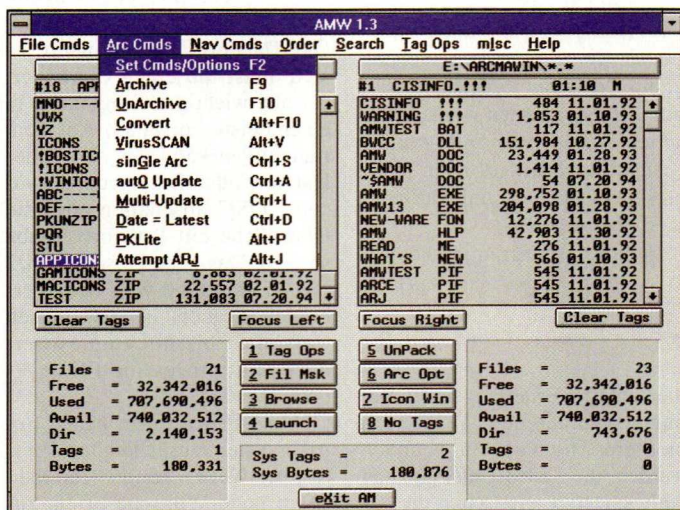 AMW 1.3
File Cmds Arc Cmds Nav Cmds Order Search Tag Ops mIsc Help
Set Cmds/Options F2
Archive F9
UnArchive F10
Convert Alt+F10
VirusSCAN Alt+V
sinGle Arc Ctrl+S
autO Update Ctrl+A
Multi-Update Ctrl+L
Date = Latest Ctrl+D
PKLite Alt+P
Attempt ARJ Alt+J
#18 APP
MNO----
VWX
YZ
ICONS
!BOSTIC
!ICONS
!WINICO
ABC----
DEF----
PKUNZIP
PQR
STU
APPICON
GAMICONS ZIP 6,863 02.01.92
MACICONS ZIP 22,557 02.01.92
TEST ZIP 131,083 07.20.94
E:\ARCMAWIN\*.*
#1 CISINFO.!!! 01:10 M
CISINFO !!! 484 11.01.92
WARNING !!! 1,853 01.10.93
AMWTEST BAT 117 11.01.92
BWCC DLL 151,984 10.27.92
AMW DOC 23,449 01.28.93
VENDOR DOC 1,414 11.01.92
~$AMW DOC 54 07.20.94
AMW EXE 298,752 01.10.93
AMW13 EXE 204,098 01.28.93
NEW-WARE FON 12,276 11.01.92
AMW HLP 42,903 11.30.92
READ ME 276 11.01.92
WHAT'S NEW 566 01.10.93
AMWTEST PIF 545 11.01.92
ARCE PIF 545 11.01.92
ARJ PIF 545 11.01.92
Clear Tags Focus Left Focus Right Clear Tags
Files = 21
Free = 32,342,016
Used = 707,690,496
Avail = 740,032,512
Dir = 2,140,153
Tags = 1
Bytes = 180,331
1 Tag Ops 5 UnPack
2 Fil Msk 6 Arc Opt
3 Browse 7 Icon Win
4 Launch 8 No Tags
Sys Tags = 2
Sys Bytes = 180,876
Files = 23
Free = 32,342,016
Used = 707,690,496
Avail = 740,032,512
Dir = 743,676
Tags = 0
Bytes = 0
eXit AM